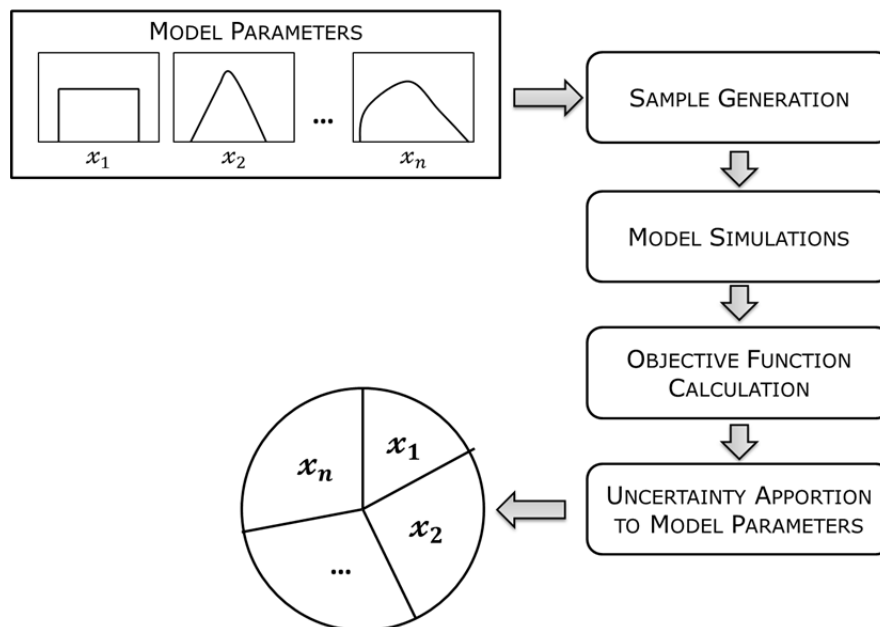 MODEL PARAMETERS
x₁
x₂
...
xₙ
SAMPLE GENERATION
MODEL SIMULATIONS
OBJECTIVE FUNCTION
CALCULATION
UNCERTAINTY APPORTION
TO MODEL PARAMETERS
x₁
xₙ
x₂
...